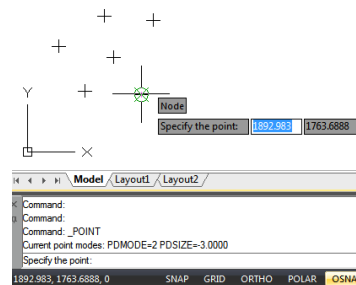 Y
Node
Specify the point: 1892.983 1763.6888
X
Model Layout1 Layout2
Command:
Command:
Command: _POINT
Current point modes: PDMODE=2 PDSIZE=-3.0000
Specify the point:
1892.983, 1763.6888, 0 SNAP GRID ORTHO POLAR OSNA